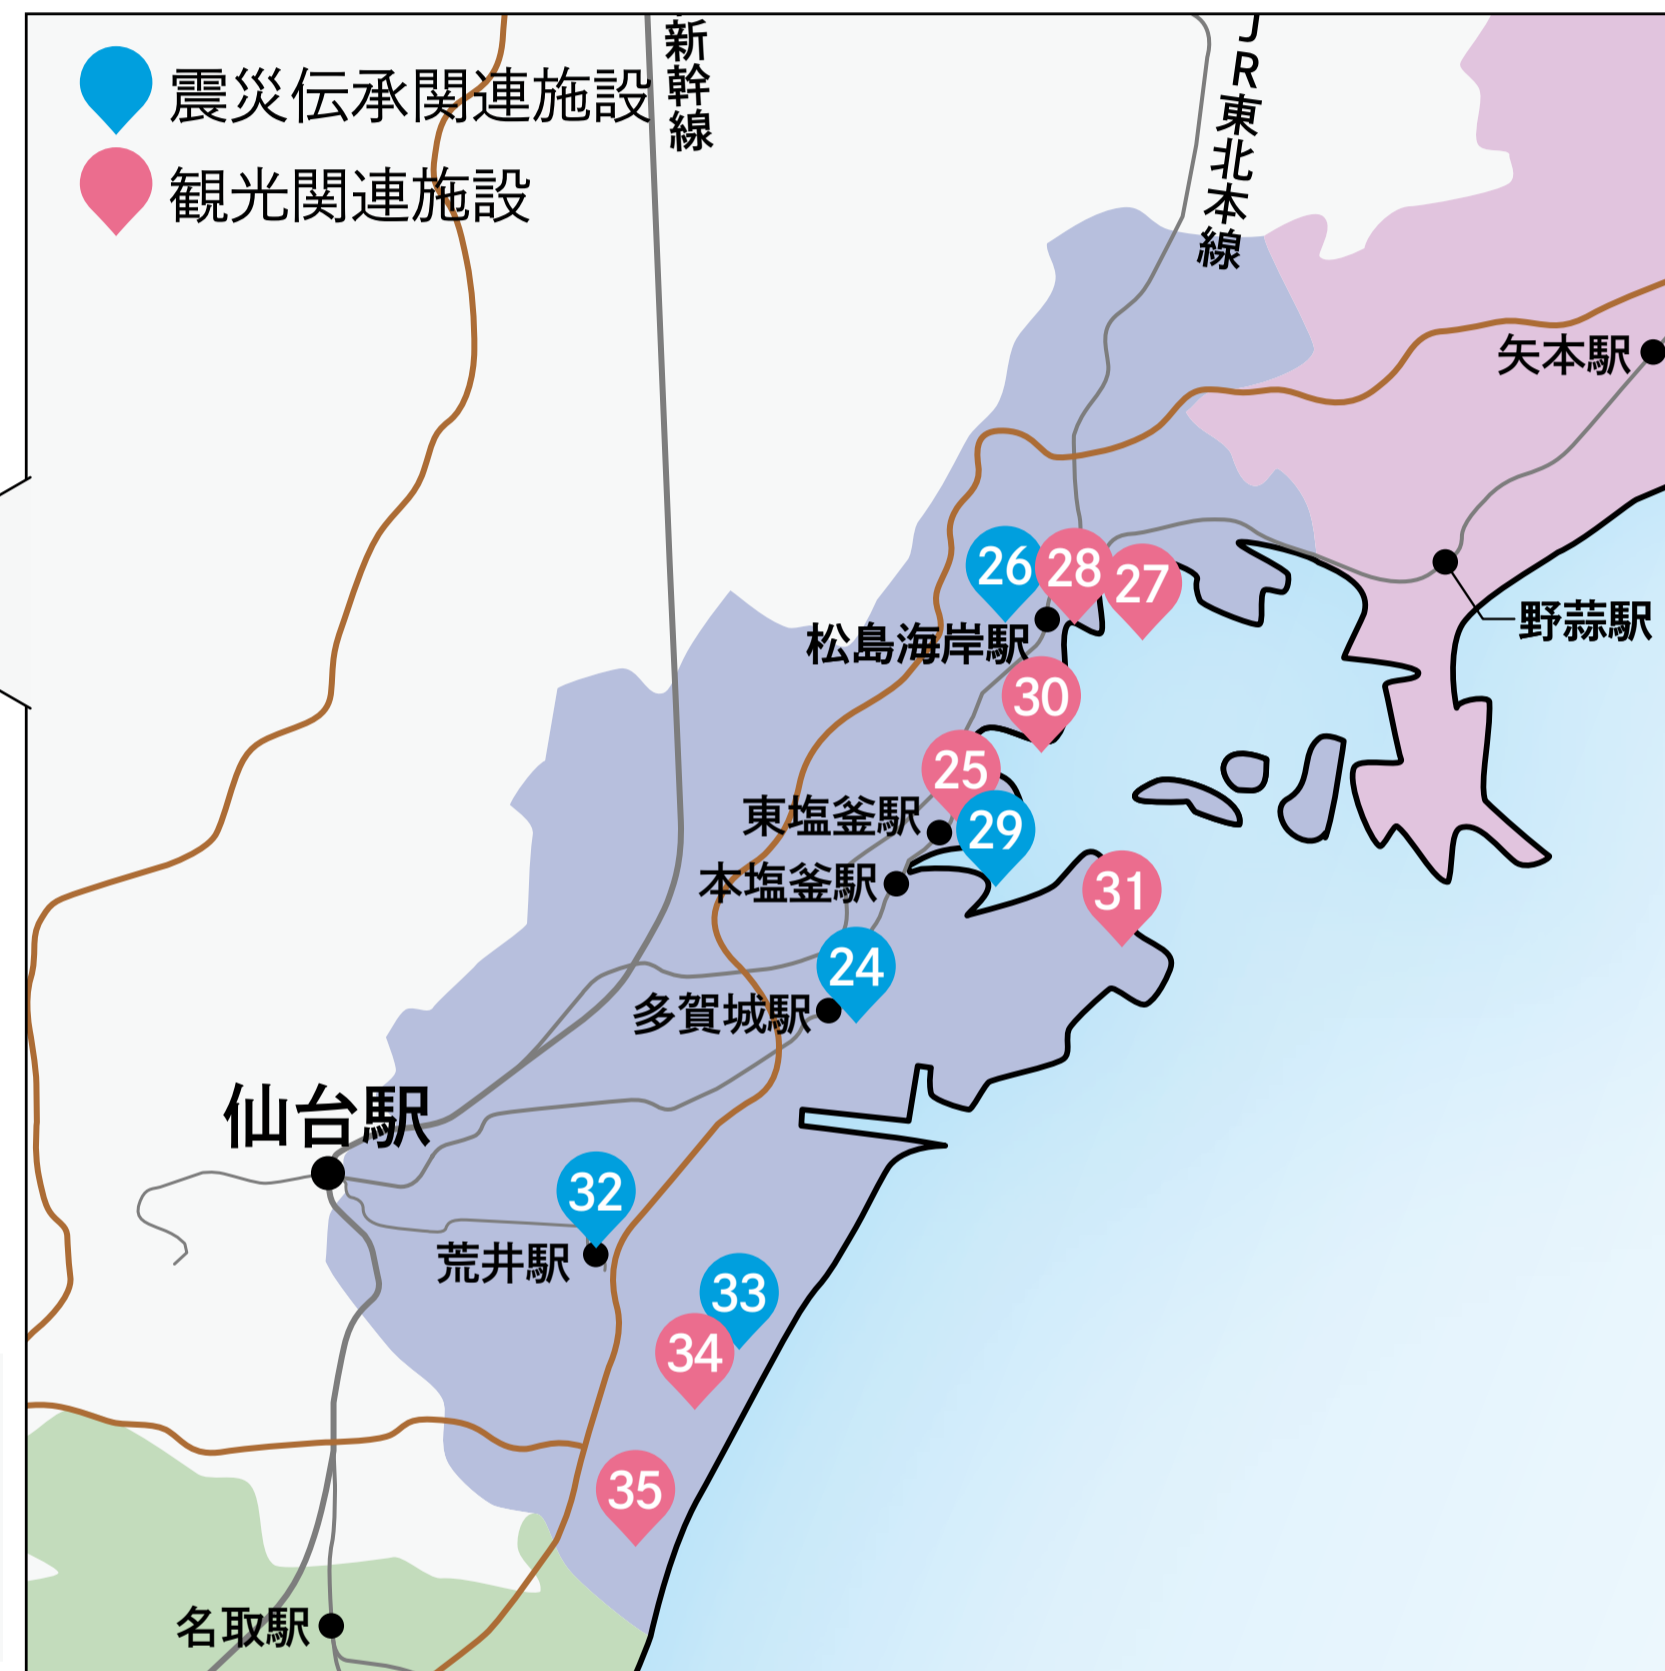 震災伝承関連施設
観光関連施設
新幹線
JR東北本線
矢本駅
野蒜駅
26
28
27
松島海岸駅
30
25
東塩釜駅
29
本塩釜駅
31
24
多賀城駅
仙台駅
32
荒井駅
33
34
35
名取駅